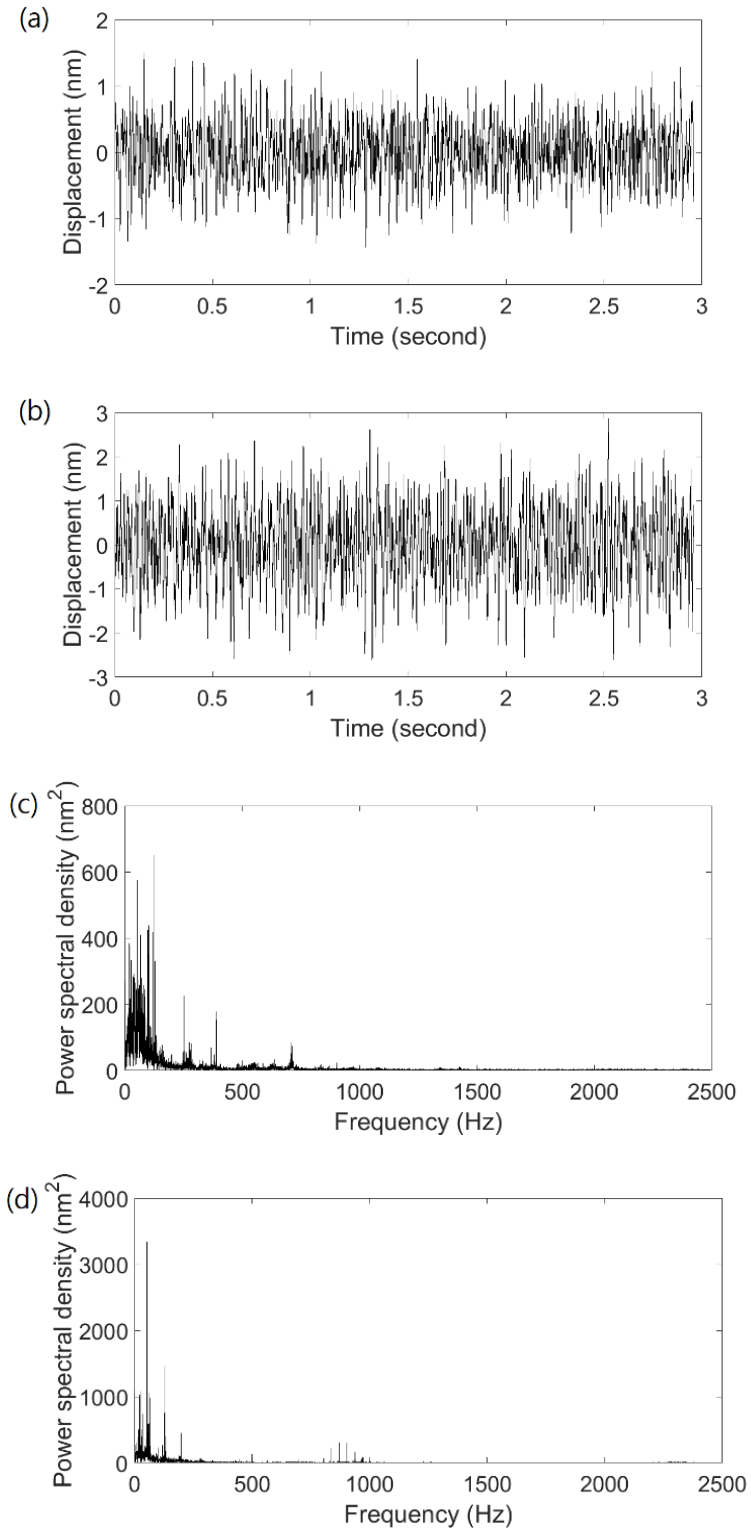 (a)
Displacement (nm)
2
1
0
-1
-2
0 0.5 1 1.5 2 2.5 3
Time (second)
(b)
Displacement (nm)
3
2
1
0
-1
-2
-3
0 0.5 1 1.5 2 2.5 3
Time (second)
(c)
Power spectral density (nm²)
800
600
400
200
0
0 500 1000 1500 2000 2500
Frequency (Hz)
(d)
Power spectral density (nm²)
4000
3000
2000
1000
0
0 500 1000 1500 2000 2500
Frequency (Hz)